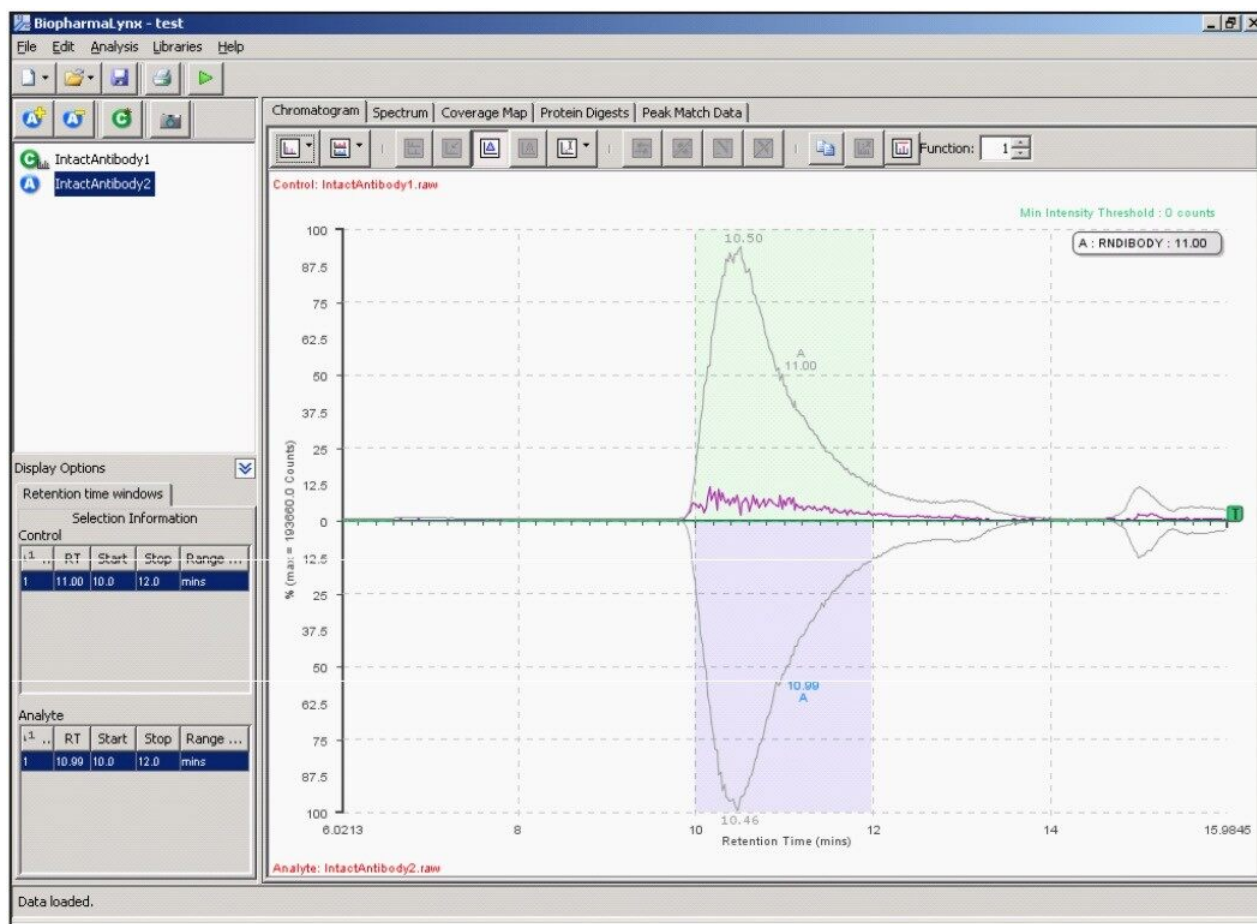 BiopharmaLynx - test
File Edit Analysis Libraries Help
Chromatogram Spectrum Coverage Map Protein Digests Peak Match Data
Function: 1
IntactAntibody1
IntactAntibody2
Control: IntactAntibody1.raw
Min Intensity Threshold : 0 counts
A : RNDIBODY : 11.00
10.50
A
11.00
100
87.5
75
62.5
50
37.5
25
12.5
0
12.5
25
37.5
50
62.5
75
87.5
100
% (max = 193660.0 Counts)
T
10.99
A
10.46
6.0213 8 10 12 14 15.9845
Retention Time (mins)
Analyte: IntactAntibody2.raw
Display Options
Retention time windows
Selection Information
Control
RT Start Stop Range ...
1 11.00 10.0 12.0 mins
Analyte
RT Start Stop Range ...
1 10.99 10.0 12.0 mins
Data loaded.